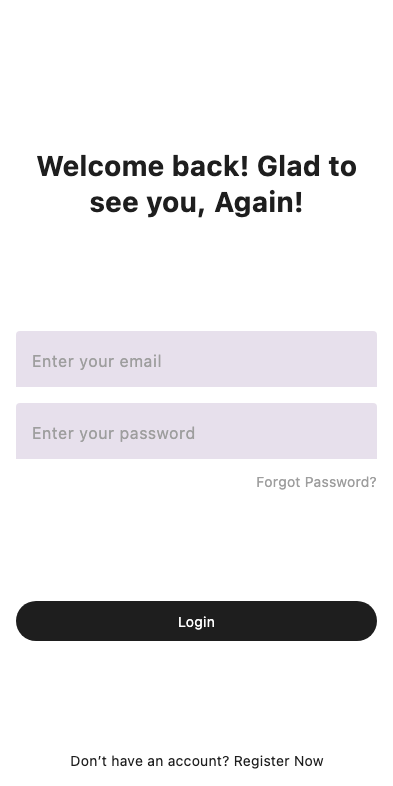 Welcome back! Glad to
see you, Again!
Enter your email
Enter your password
Forgot Password?
Login
Don’t have an account? Register Now